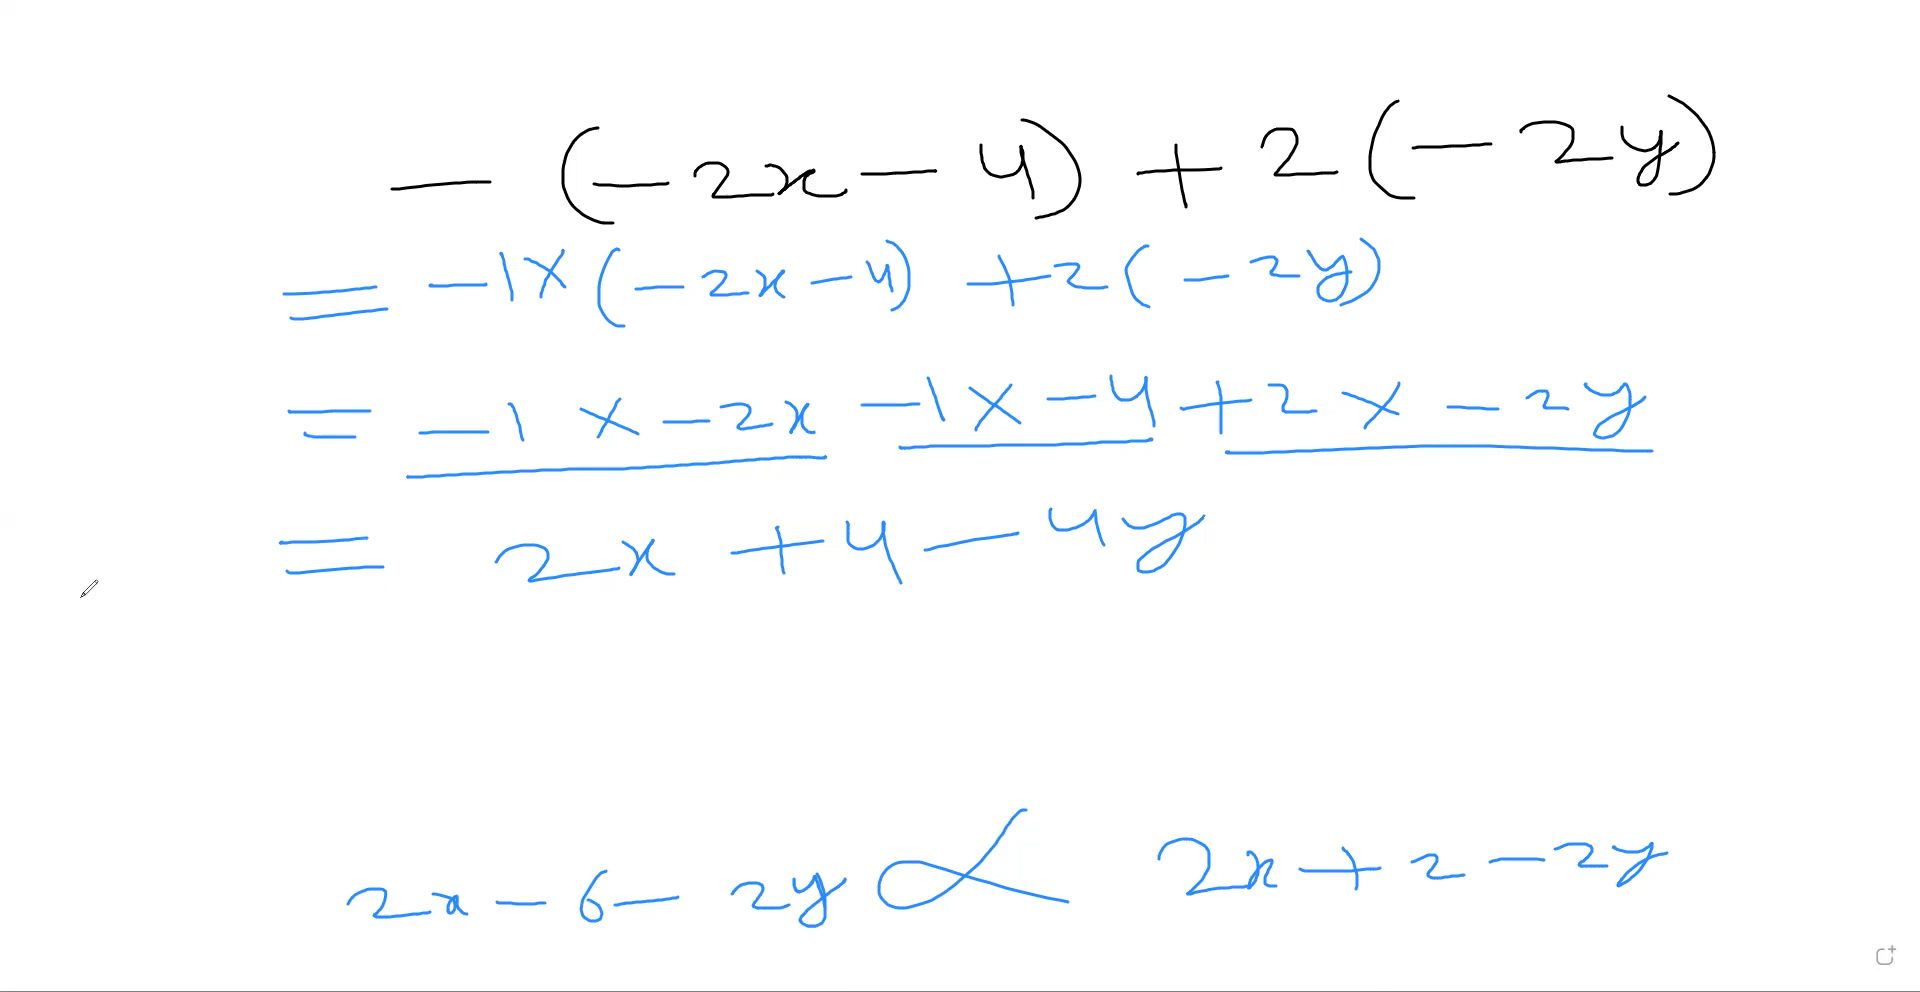 - (-2x - 4) + 2 (-2y)
= -1 × (-2x - 4) + 2 (-2y)
= -1 × -2x -1 × -4 + 2 × -2y
= 2x + 4 - 4y
2x - 6 - 2y ∝ 2x + 2 - 2y